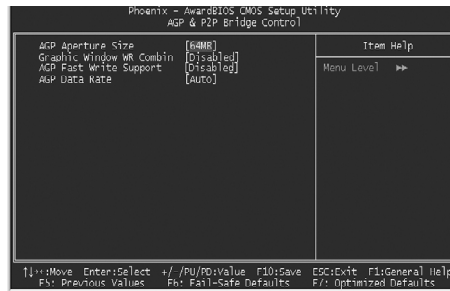 Phoenix - AwardBIOS CMOS Setup Utility
AGP & P2P Bridge Control
AGP Aperture Size [64MB]
Graphic Window WR Combin [Disabled]
AGP Fast Write Support [Disabled]
AGP Data Rate [Auto]
Item Help
Menu Level ►►
↑↓→←:Move Enter:Select +/-/PU/PD:Value F10:Save ESC:Exit F1:General Help
F5: Previous Values F6: Fail-Safe Defaults F7: Optimized Defaults